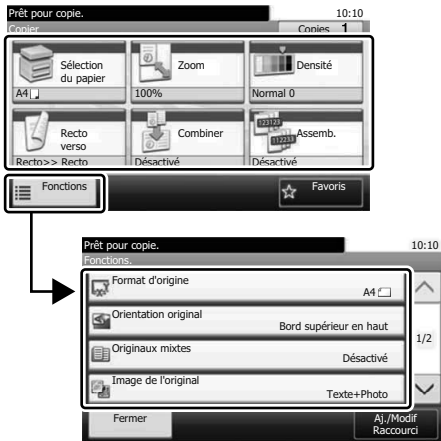 Prêt pour copie. 10:10
Copier Copies 1
Sélection du papier
A4
Zoom
100%
Densité
Normal 0
Recto verso
Recto>> Recto
Combiner
Désactivé
123123
112233
Assemb.
Désactivé
Fonctions
Favoris
Prêt pour copie. 10:10
Fonctions.
Format d'origine
A4
Orientation original
Bord supérieur en haut
Originaux mixtes
Désactivé
Image de l'original
Texte+Photo
1/2
Fermer
Aj./Modif
Raccourci